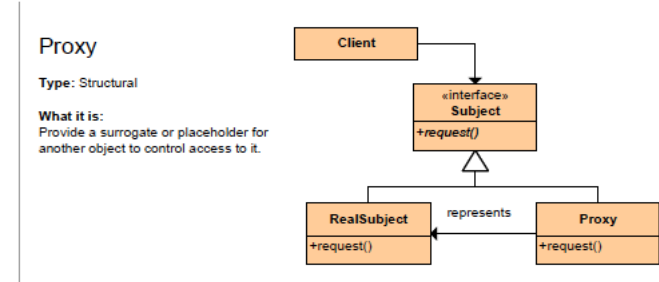 Proxy
Type: Structural
What it is:
Provide a surrogate or placeholder for
another object to control access to it.
Client
«interface»
Subject
+request()
RealSubject
+request()
represents
Proxy
+request()